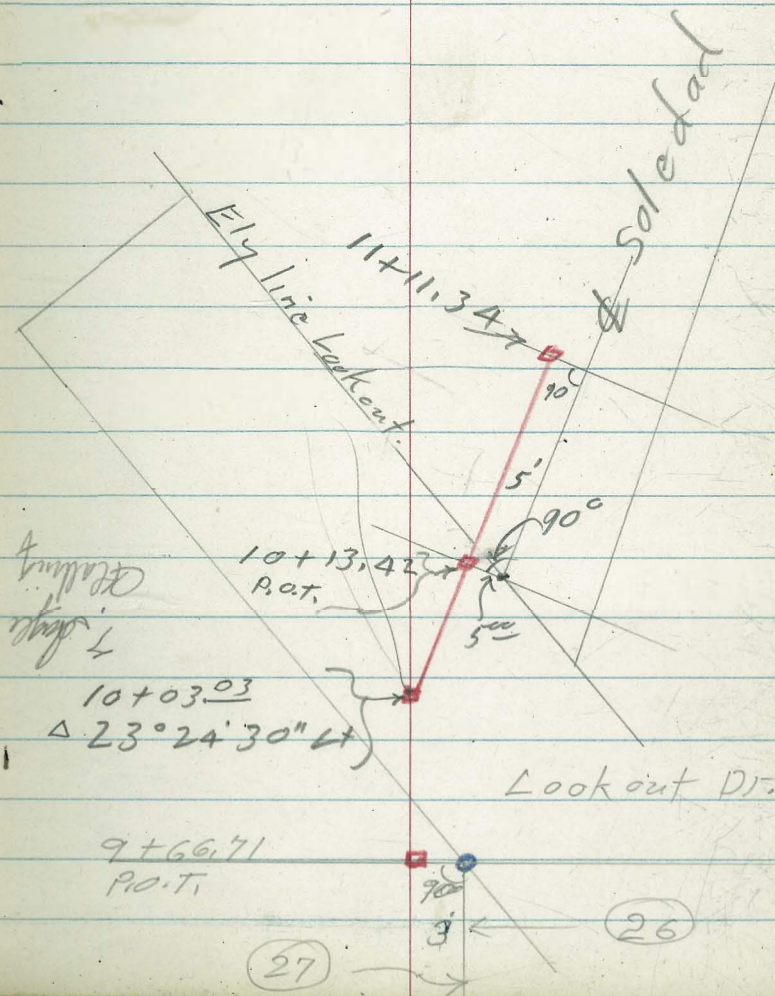 ℄ Soledad
Ely line Lookout.
11+11.34
90
5'
90°
10+13.42
P.O.T.
5°°
10+03.03
△ 23°24'30" Lt
Lookout Dr.
9+66.71
P.O.T.
90
3'
26
27